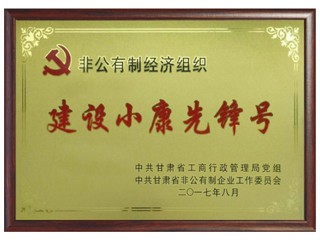 非公有制经济组织
建设小康先锋号
中共甘肃省工商行政管理局党组
中共甘肃省非公有制企业工作委员会
二〇一七年八月